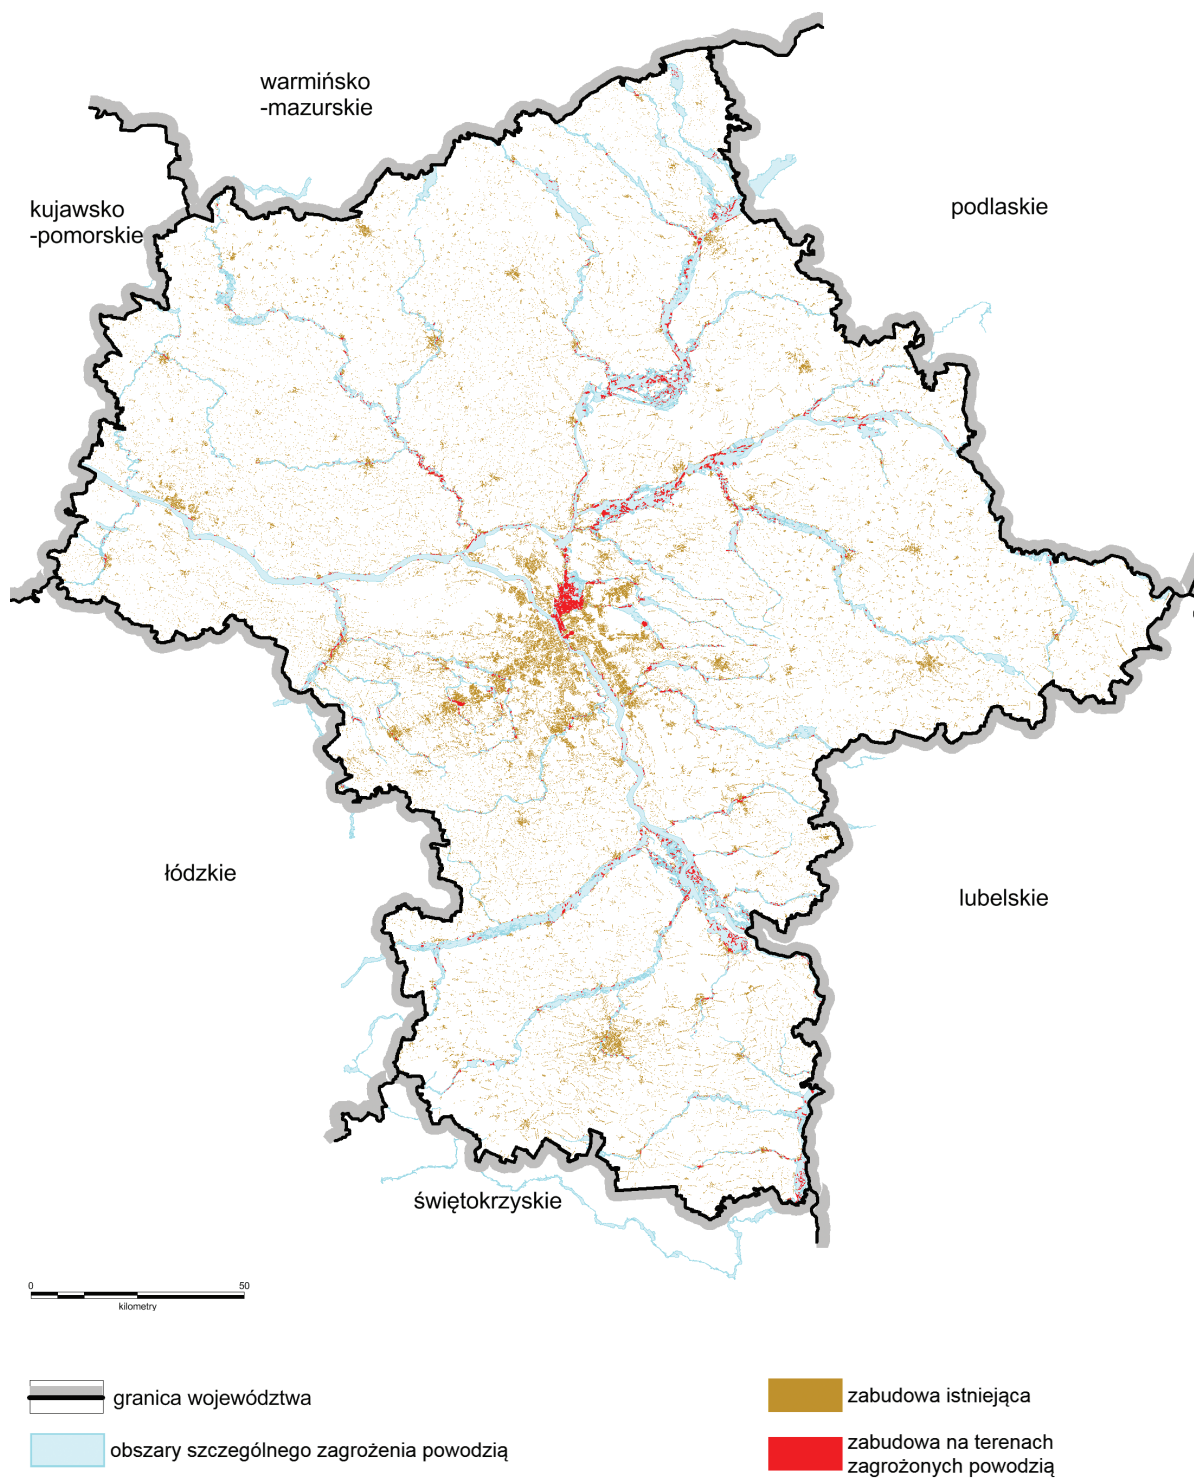 warmińsko
-mazurskie
kujawsko
-pomorskie
podlaskie
łódzkie
lubelskie
świętokrzyskie
0 50
kilometry
granica województwa
obszary szczególnego zagrożenia powodzią
zabudowa istniejąca
zabudowa na terenach
zagrożonych powodzią